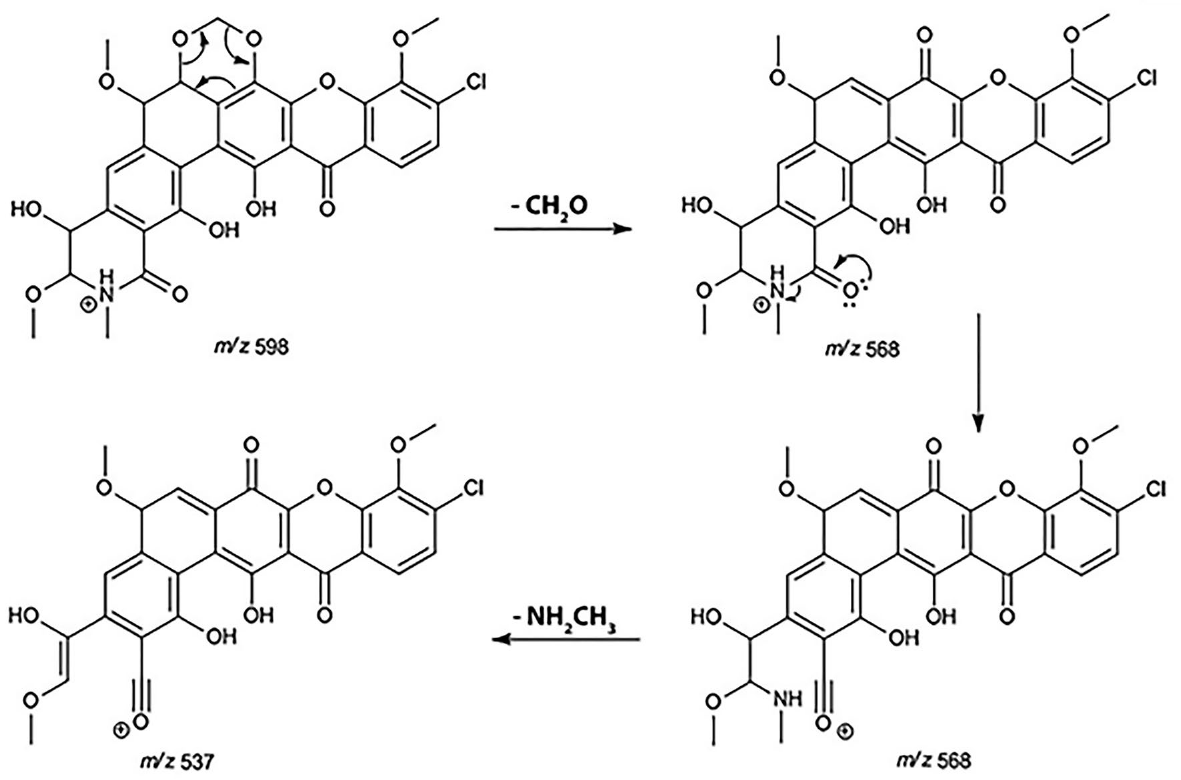 O O O
O O Cl
HO OH O
OH
O H N O
⊕
m/z 598
- CH₂O
O O O
O O Cl
HO OH O
OH
O H N O
⊕
m/z 568
O O O
O O Cl
HO OH O
OH
O NH O
⊕
m/z 568
- NH₂CH₃
O O O
O O Cl
HO OH O
OH
O O
⊕
m/z 537